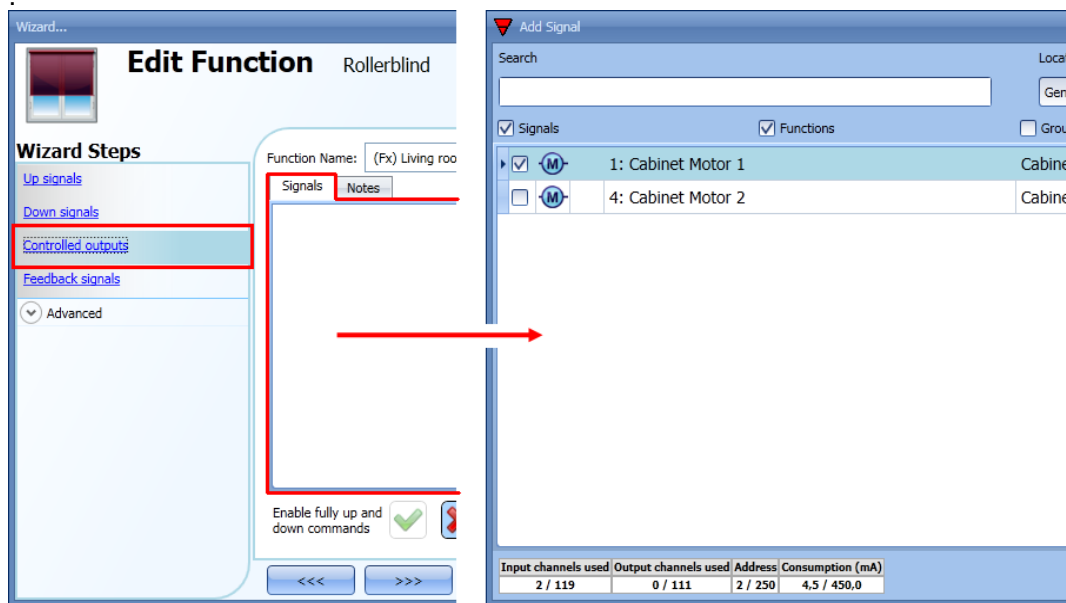 .
Wizard...
Edit Function Rollerblind
Wizard Steps
Up signals
Down signals
Controlled outputs
Feedback signals
Advanced
Function Name: (Fx) Living roo
Signals Notes
Enable fully up and
down commands
<<< >>>
Add Signal
Search Locat
Gen
Signals Functions Grou
M 1: Cabinet Motor 1 Cabine
M 4: Cabinet Motor 2 Cabine
Input channels used Output channels used Address Consumption (mA)
2 / 119 0 / 111 2 / 250 4,5 / 450,0